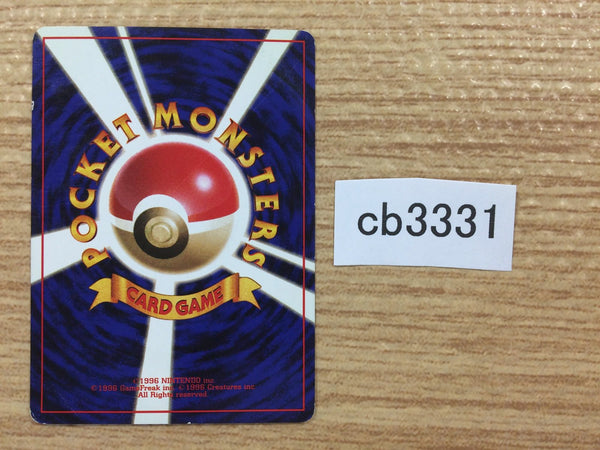 POCKET MONSTERS
CARD GAME
©1996 NINTENDO inc.
©1996 GameFreak inc. ©1996 Creatures inc.
All Rights reserved.
cb3331